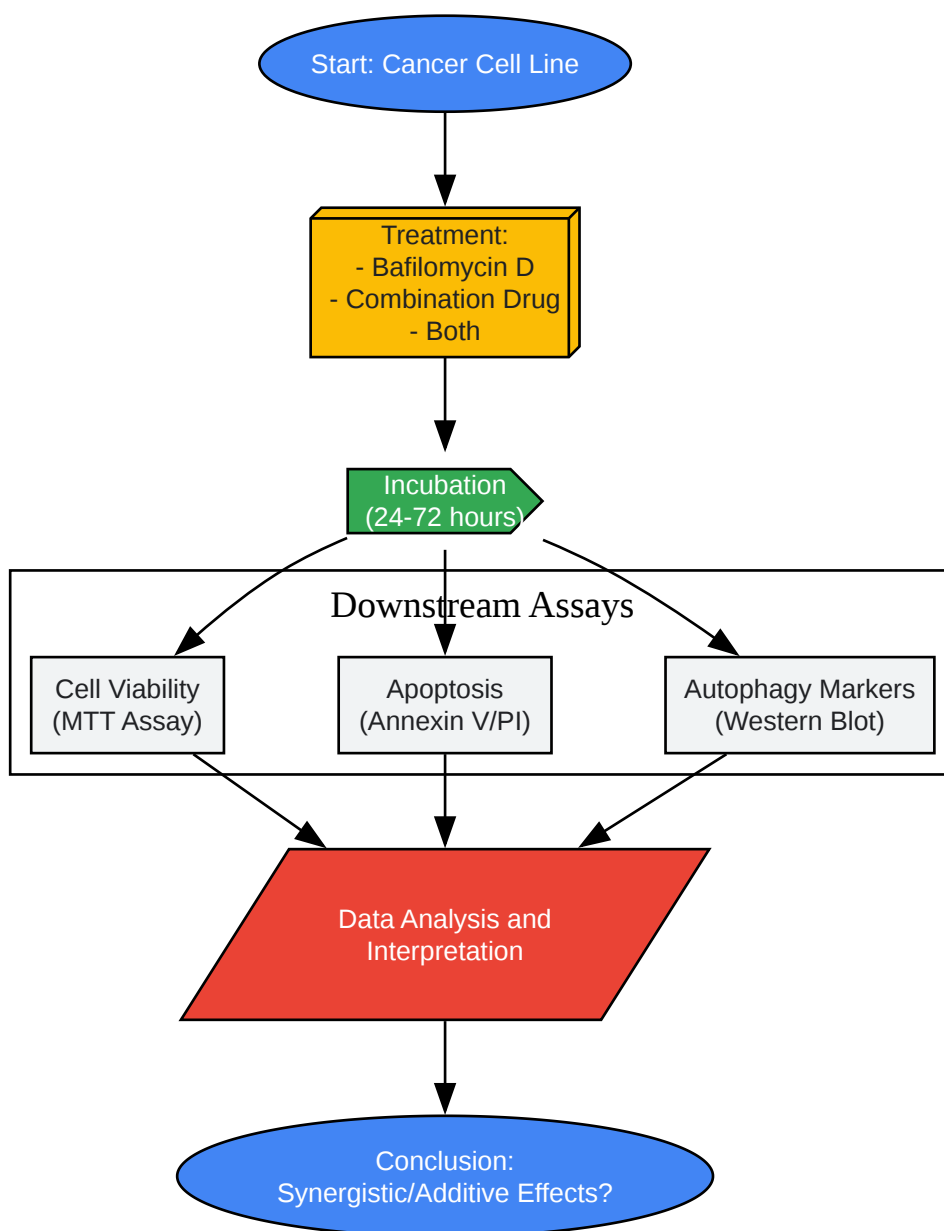 Start: Cancer Cell Line
Treatment:
- Bafilomycin D
- Combination Drug
- Both
Incubation
(24-72 hours)
Downstream Assays
Cell Viability
(MTT Assay)
Apoptosis
(Annexin V/PI)
Autophagy Markers
(Western Blot)
Data Analysis and
Interpretation
Conclusion:
Synergistic/Additive Effects?